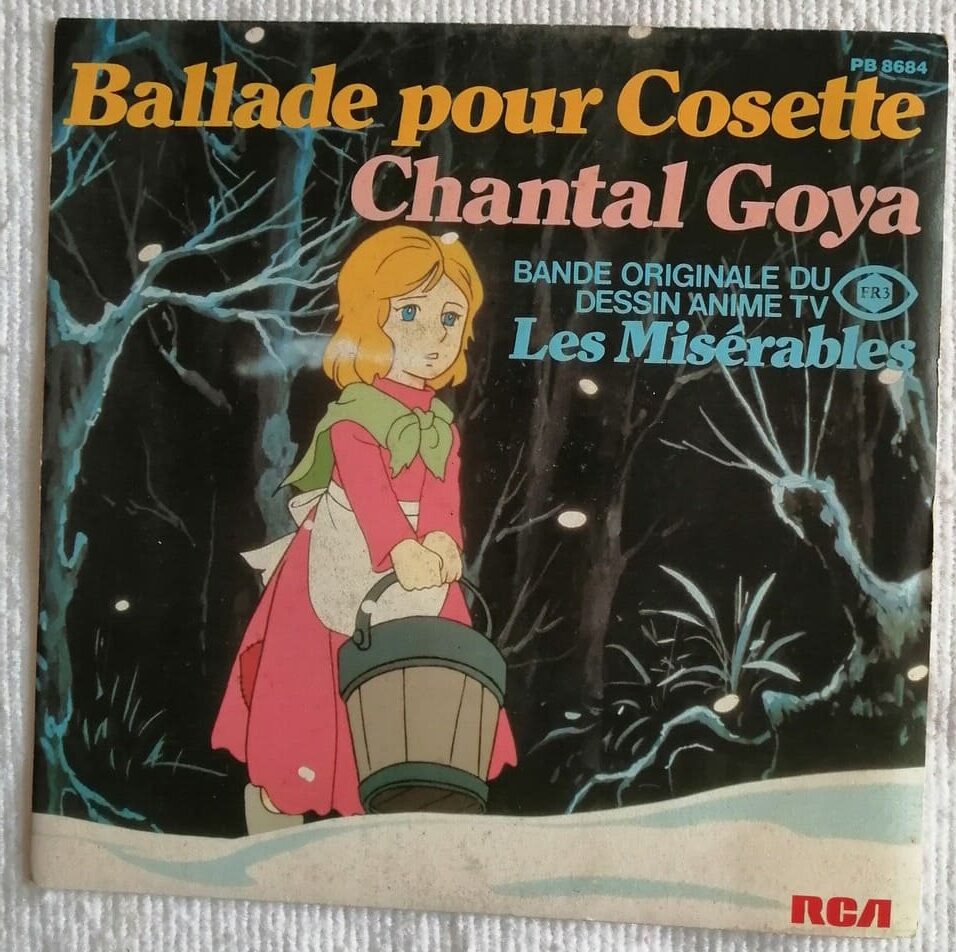 PB 8684
Ballade pour Cosette
Chantal Goya
BANDE ORIGINALE DU
DESSIN ANIME TV
FR3
Les Misérables
RCA